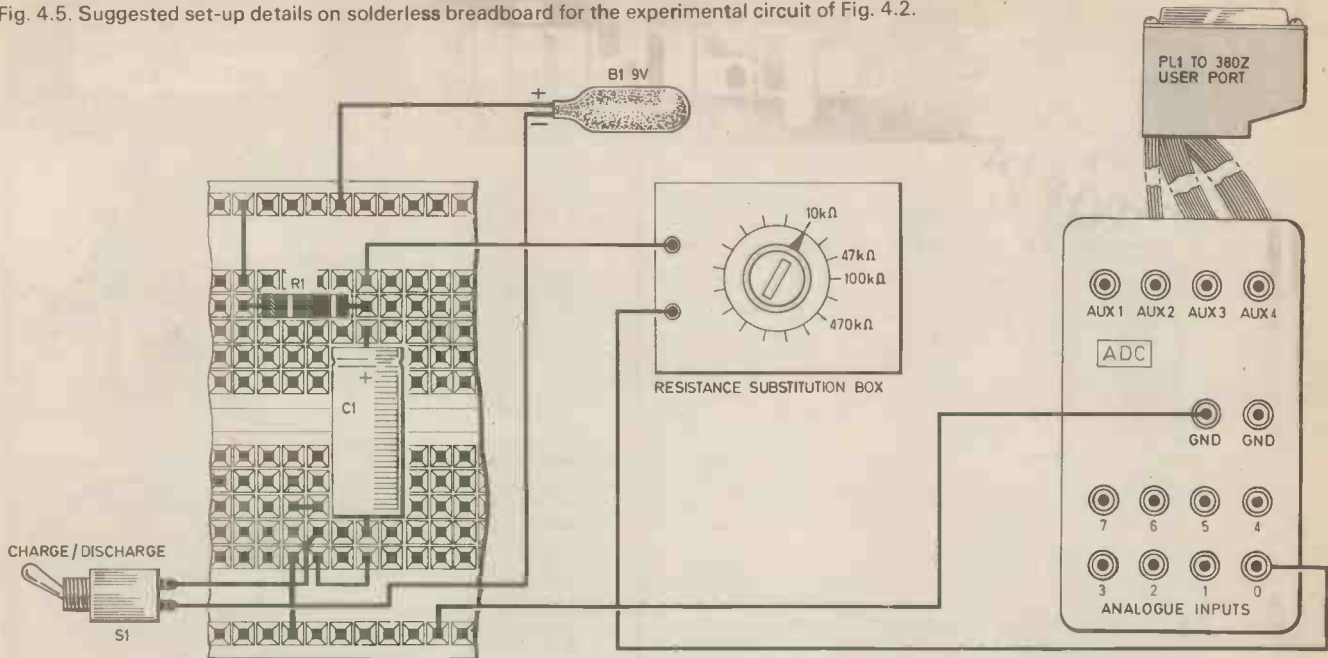 Fig. 4.5. Suggested set-up details on solderless breadboard for the experimental circuit of Fig. 4.2.
B1 9V
+
−
PL1 TO 380Z
USER PORT
10kΩ
47kΩ
100kΩ
470kΩ
RESISTANCE SUBSTITUTION BOX
R1
+
C1
AUX 1 AUX 2 AUX 3 AUX 4
ADC
GND GND
7 6 5 4
3 2 1 0
ANALOGUE INPUTS
CHARGE/DISCHARGE
S1